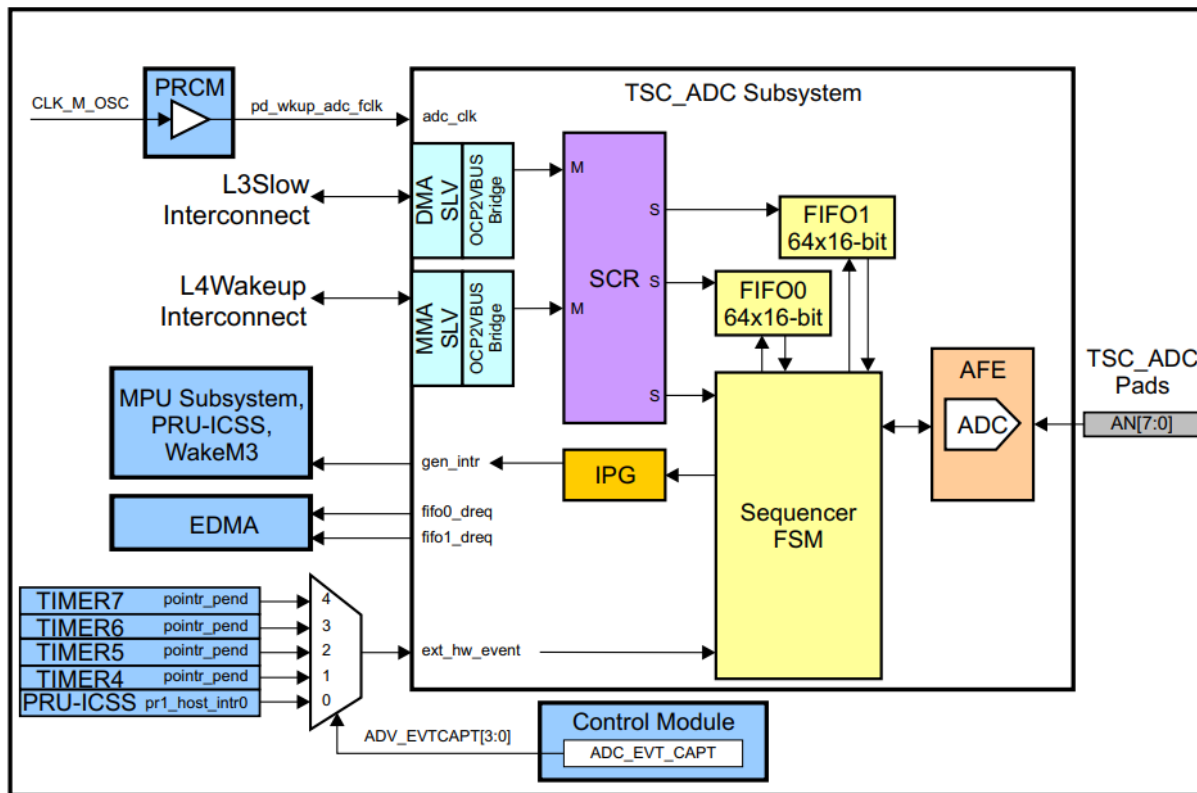 PRCM
CLK_M_OSC
pd_wkup_adc_fclk
adc_clk
TSC_ADC Subsystem
L3Slow
Interconnect
DMA
SLV
OCP2VBUS
Bridge
M
L4Wakeup
Interconnect
MMA
SLV
OCP2VBUS
Bridge
M
SCR
S
S
S
FIFO1
64x16-bit
FIFO0
64x16-bit
AFE
ADC
TSC_ADC
Pads
AN[7:0]
MPU Subsystem,
PRU-ICSS,
WakeM3
gen_intr
IPG
Sequencer
FSM
EDMA
fifo0_dreq
fifo1_dreq
TIMER7 pointr_pend 4
TIMER6 pointr_pend 3
TIMER5 pointr_pend 2
TIMER4 pointr_pend 1
PRU-ICSS pr1_host_intr0 0
ext_hw_event
ADV_EVTCAPT[3:0]
Control Module
ADC_EVT_CAPT